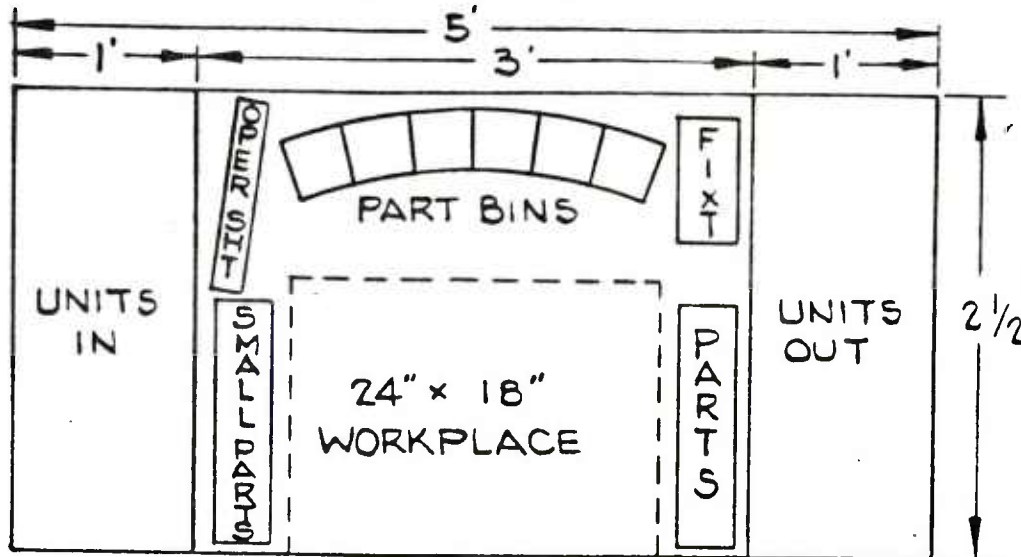 5'
1' 3' 1'
OPER SHT
PART BINS
FIXT
UNITS
IN
SMALL PARTS
24" x 18"
WORKPLACE
PARTS
UNITS
OUT
2 1/2